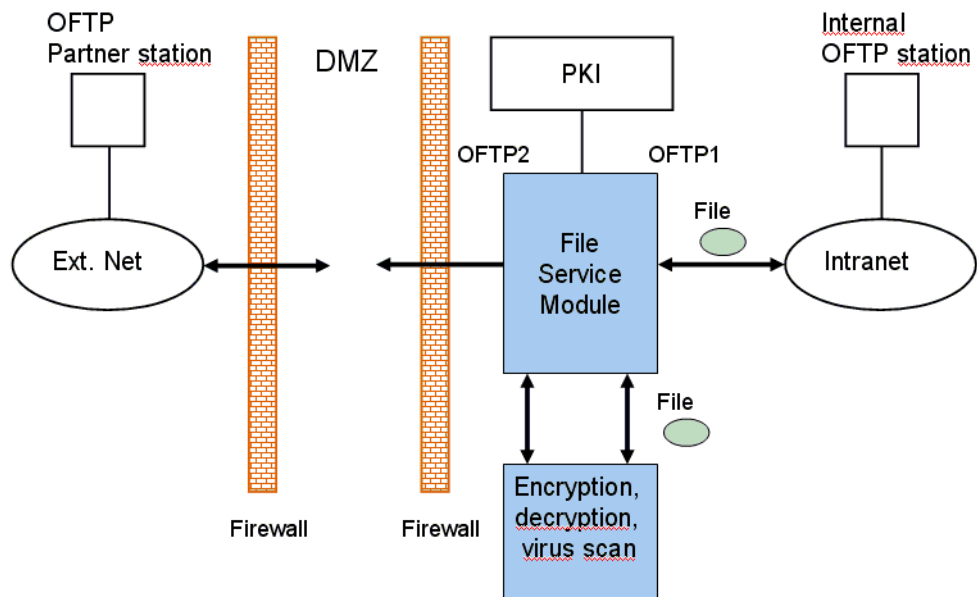 OFTP
Partner station
DMZ
PKI
Internal
OFTP station
OFTP2
OFTP1
File
Ext. Net
File
Service
Module
Intranet
File
Encryption,
decryption,
virus scan
Firewall
Firewall